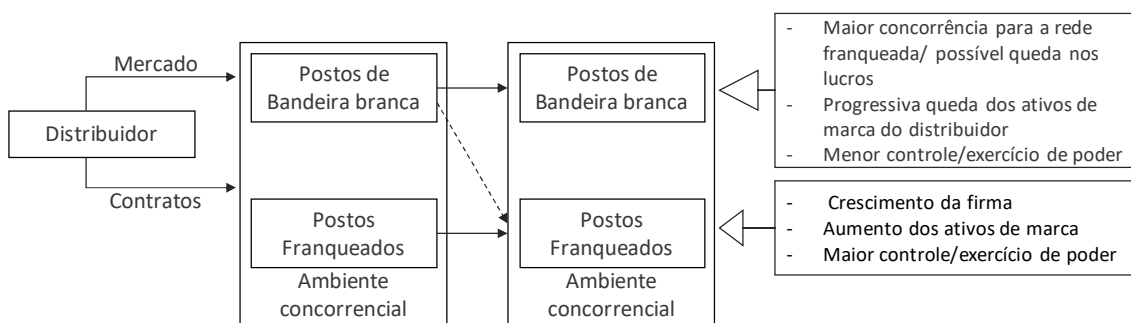 Mercado
Distribuidor
Contratos
Postos de
Bandeira branca
Postos
Franqueados
Ambiente
concorrencial
Postos de
Bandeira branca
Postos
Franqueados
Ambiente
concorrencial
- Maior concorrência para a rede
franqueada/ possível queda nos
lucros
- Progressiva queda dos ativos de
marca do distribuidor
- Menor controle/exercício de poder
- Crescimento da firma
- Aumento dos ativos de marca
- Maior controle/exercício de poder